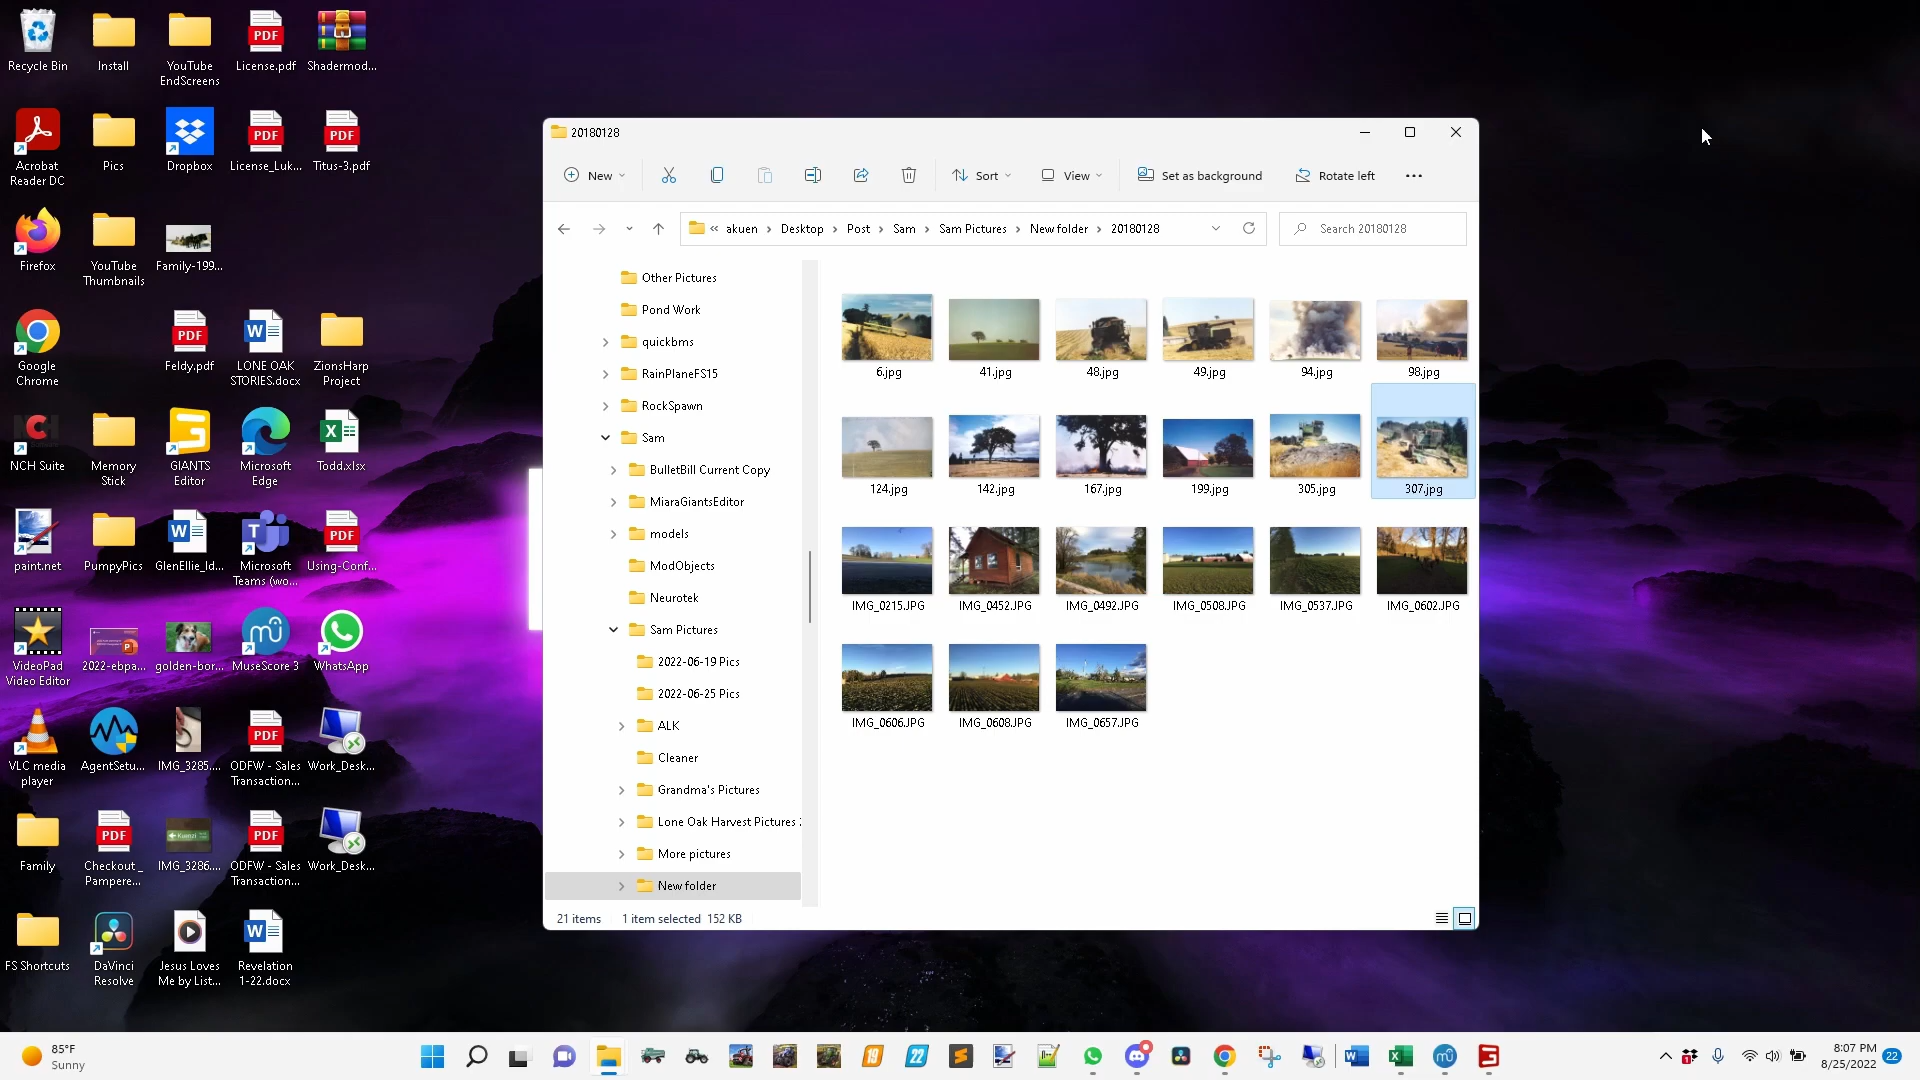 Recycle Bin
Install
YouTube
EndScreens
License.pdf
Shadermod...
Acrobat
Reader DC
Pics
Dropbox
License_Luk...
Titus-3.pdf
Firefox
YouTube
Thumbnails
Family-199...
Google
Chrome
Feldy.pdf
LONE OAK
STORIES.docx
ZionsHarp
Project
NCH Suite
Memory
Stick
GIANTS
Editor
Microsoft
Edge
Todd.xlsx
paint.net
PumpyPics
GlenEllie_Id...
Microsoft
Teams (wo...
Using-Conf...
VideoPad
Video Editor
2022-ebpa...
golden-bor...
MuseScore 3
WhatsApp
VLC media
player
AgentSetu...
IMG_3285....
ODFW - Sales
Transaction...
Work_Desk...
Family
Checkout _
Pampere...
IMG_3286....
ODFW - Sales
Transaction...
Work_Desk...
FS Shortcuts
DaVinci
Resolve
Jesus Loves
Me by List...
Revelation
1-22.docx
20180128
New
Sort
View
Set as background
Rotate left
akuen > Desktop > Post > Sam > Sam Pictures > New folder > 20180128
Search 20180128
Other Pictures
Pond Work
quickbms
RainPlaneFS15
RockSpawn
Sam
BulletBill Current Copy
MiaraGiantsEditor
models
ModObjects
Neurotek
Sam Pictures
2022-06-19 Pics
2022-06-25 Pics
ALK
Cleaner
Grandma's Pictures
Lone Oak Harvest Pictures
More pictures
New folder
6.jpg
41.jpg
48.jpg
49.jpg
94.jpg
98.jpg
124.jpg
142.jpg
167.jpg
199.jpg
305.jpg
307.jpg
IMG_0215.JPG
IMG_0452.JPG
IMG_0492.JPG
IMG_0508.JPG
IMG_0537.JPG
IMG_0602.JPG
IMG_0606.JPG
IMG_0608.JPG
IMG_0657.JPG
21 items
1 item selected 152 KB
85°F
Sunny
8:07 PM
8/25/2022
22